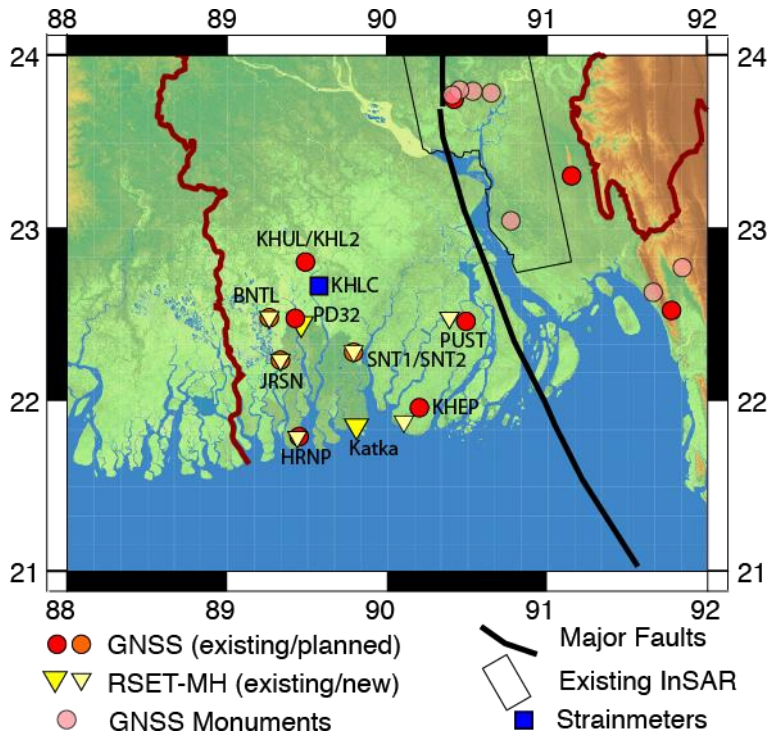 88 89 90 91 92
24 24
23 23
22 22
21 21
KHUL/KHL2
KHLC
BNTL
PD32
PUST
SNT1/SNT2
JRSN
KHEP
Katka
HRNP
88 89 90 91 92
GNSS (existing/planned)
RSET-MH (existing/new)
GNSS Monuments
Major Faults
Existing InSAR
Strainmeters